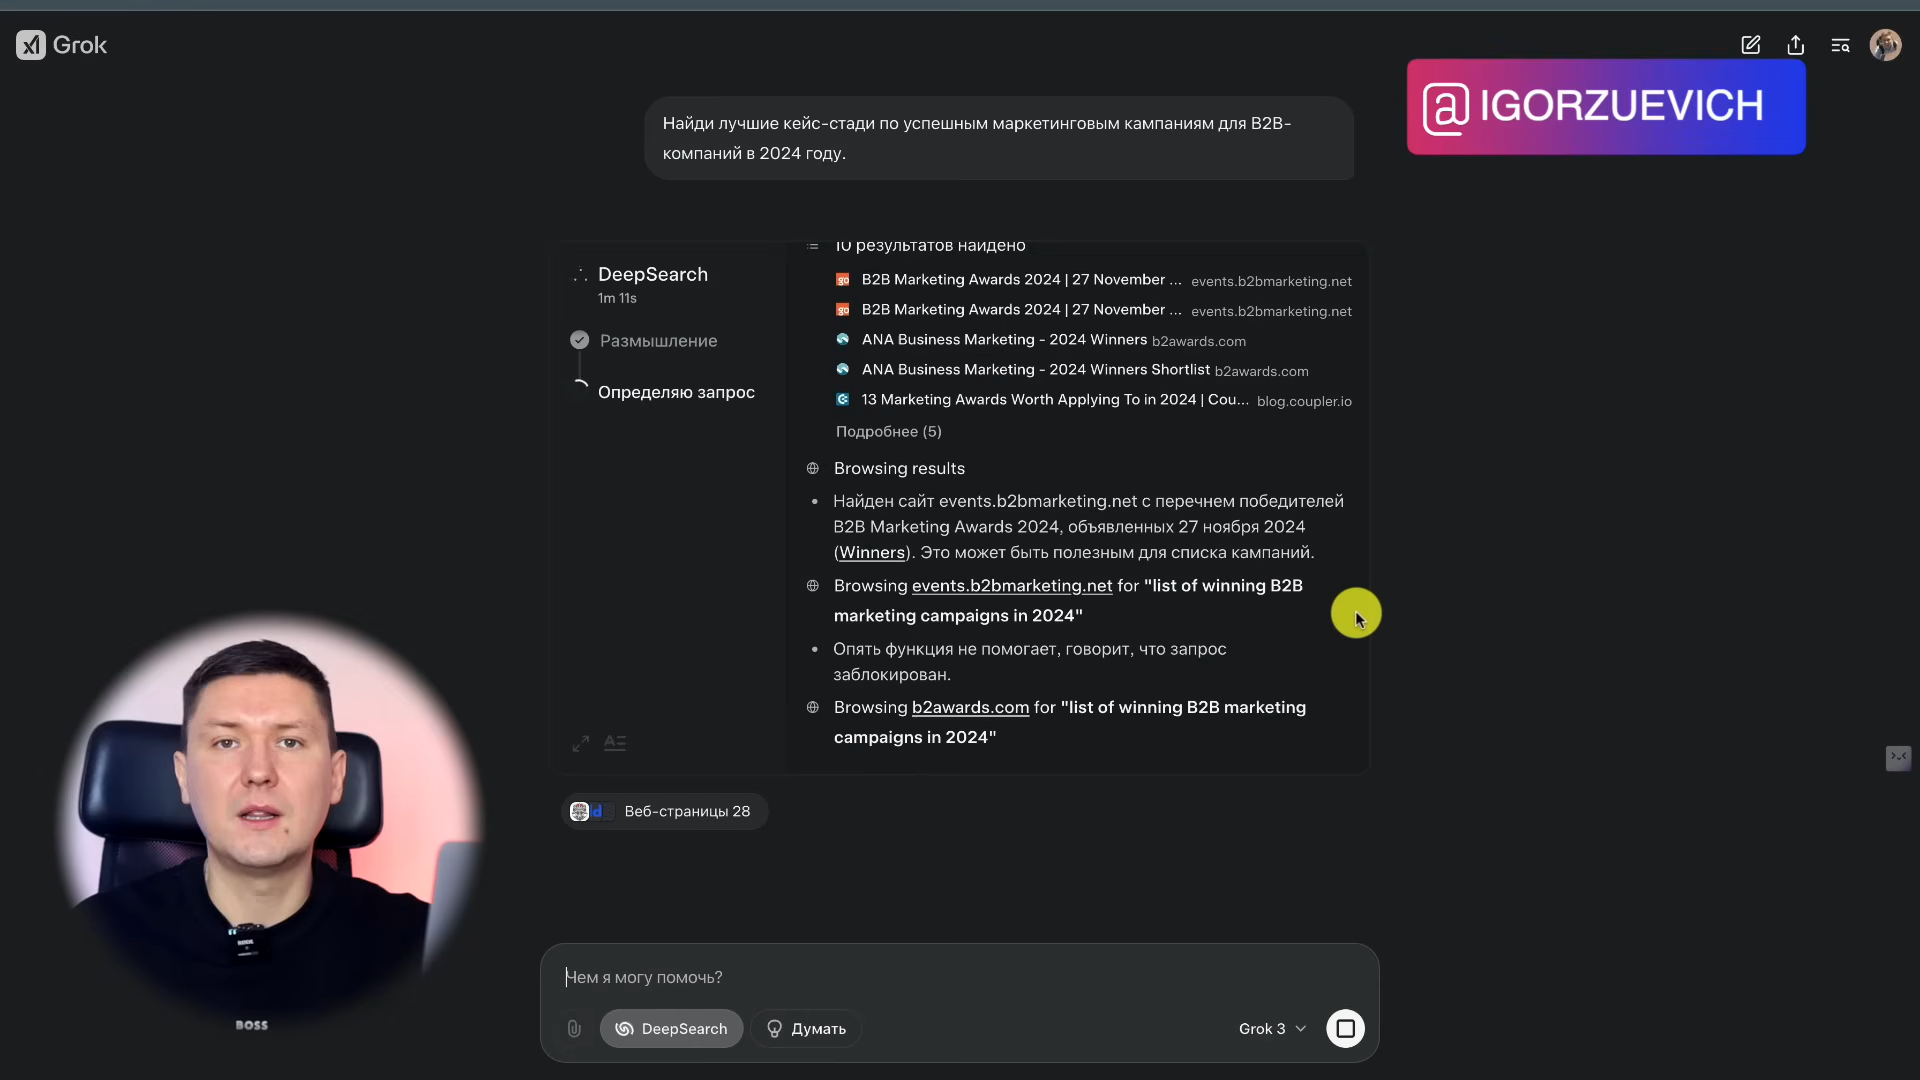 Grok
@IGORZUEVICH
Найди лучшие кейс-стади по успешным маркетинговым кампаниям для B2B-
компаний в 2024 году.
DeepSearch
1m 11s
Размышление
Определяю запрос
10 результатов найдено
B2B Marketing Awards 2024 | 27 November ... events.b2bmarketing.net
B2B Marketing Awards 2024 | 27 November ... events.b2bmarketing.net
ANA Business Marketing - 2024 Winners b2awards.com
ANA Business Marketing - 2024 Winners Shortlist b2awards.com
13 Marketing Awards Worth Applying To in 2024 | Cou... blog.coupler.io
Подробнее (5)
Browsing results
Найден сайт events.b2bmarketing.net с перечнем победителей
B2B Marketing Awards 2024, объявленных 27 ноября 2024
(Winners). Это может быть полезным для списка кампаний.
Browsing events.b2bmarketing.net for "list of winning B2B
marketing campaigns in 2024"
Опять функция не помогает, говорит, что запрос
заблокирован.
Browsing b2awards.com for "list of winning B2B marketing
campaigns in 2024"
Веб-страницы 28
Чем я могу помочь?
DeepSearch
Думать
Grok 3
BOSS